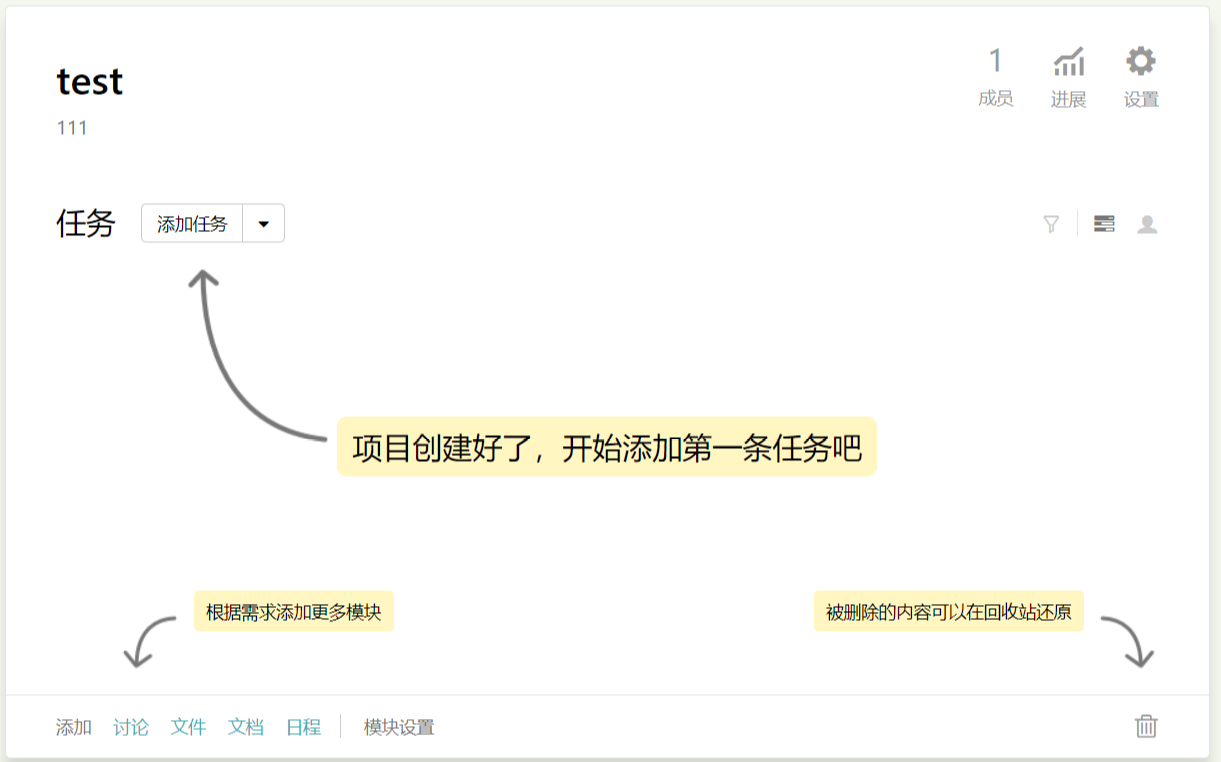 test
111
1
成员
进展
设置
任务
添加任务
项目创建好了，开始添加第一条任务吧
根据需求添加更多模块
被删除的内容可以在回收站还原
添加 讨论 文件 文档 日程 模块设置